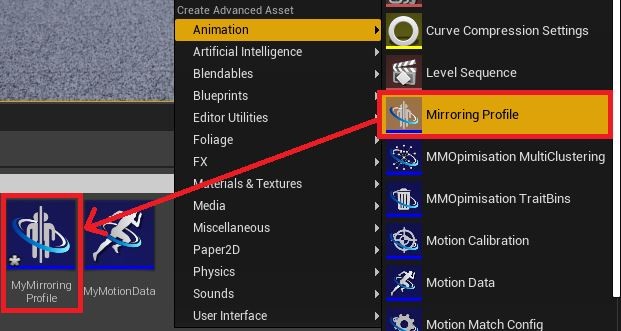 Create Advanced Asset
Animation
Artificial Intelligence
Blendables
Blueprints
Editor Utilities
Foliage
FX
Materials & Textures
Media
Miscellaneous
Paper2D
Physics
Sounds
User Interface
Curve Compression Settings
Level Sequence
Mirroring Profile
MMOpimisation MultiClustering
MMOpimisation TraitBins
Motion Calibration
Motion Data
Motion Match Config
MyMirroring
Profile
MyMotionData